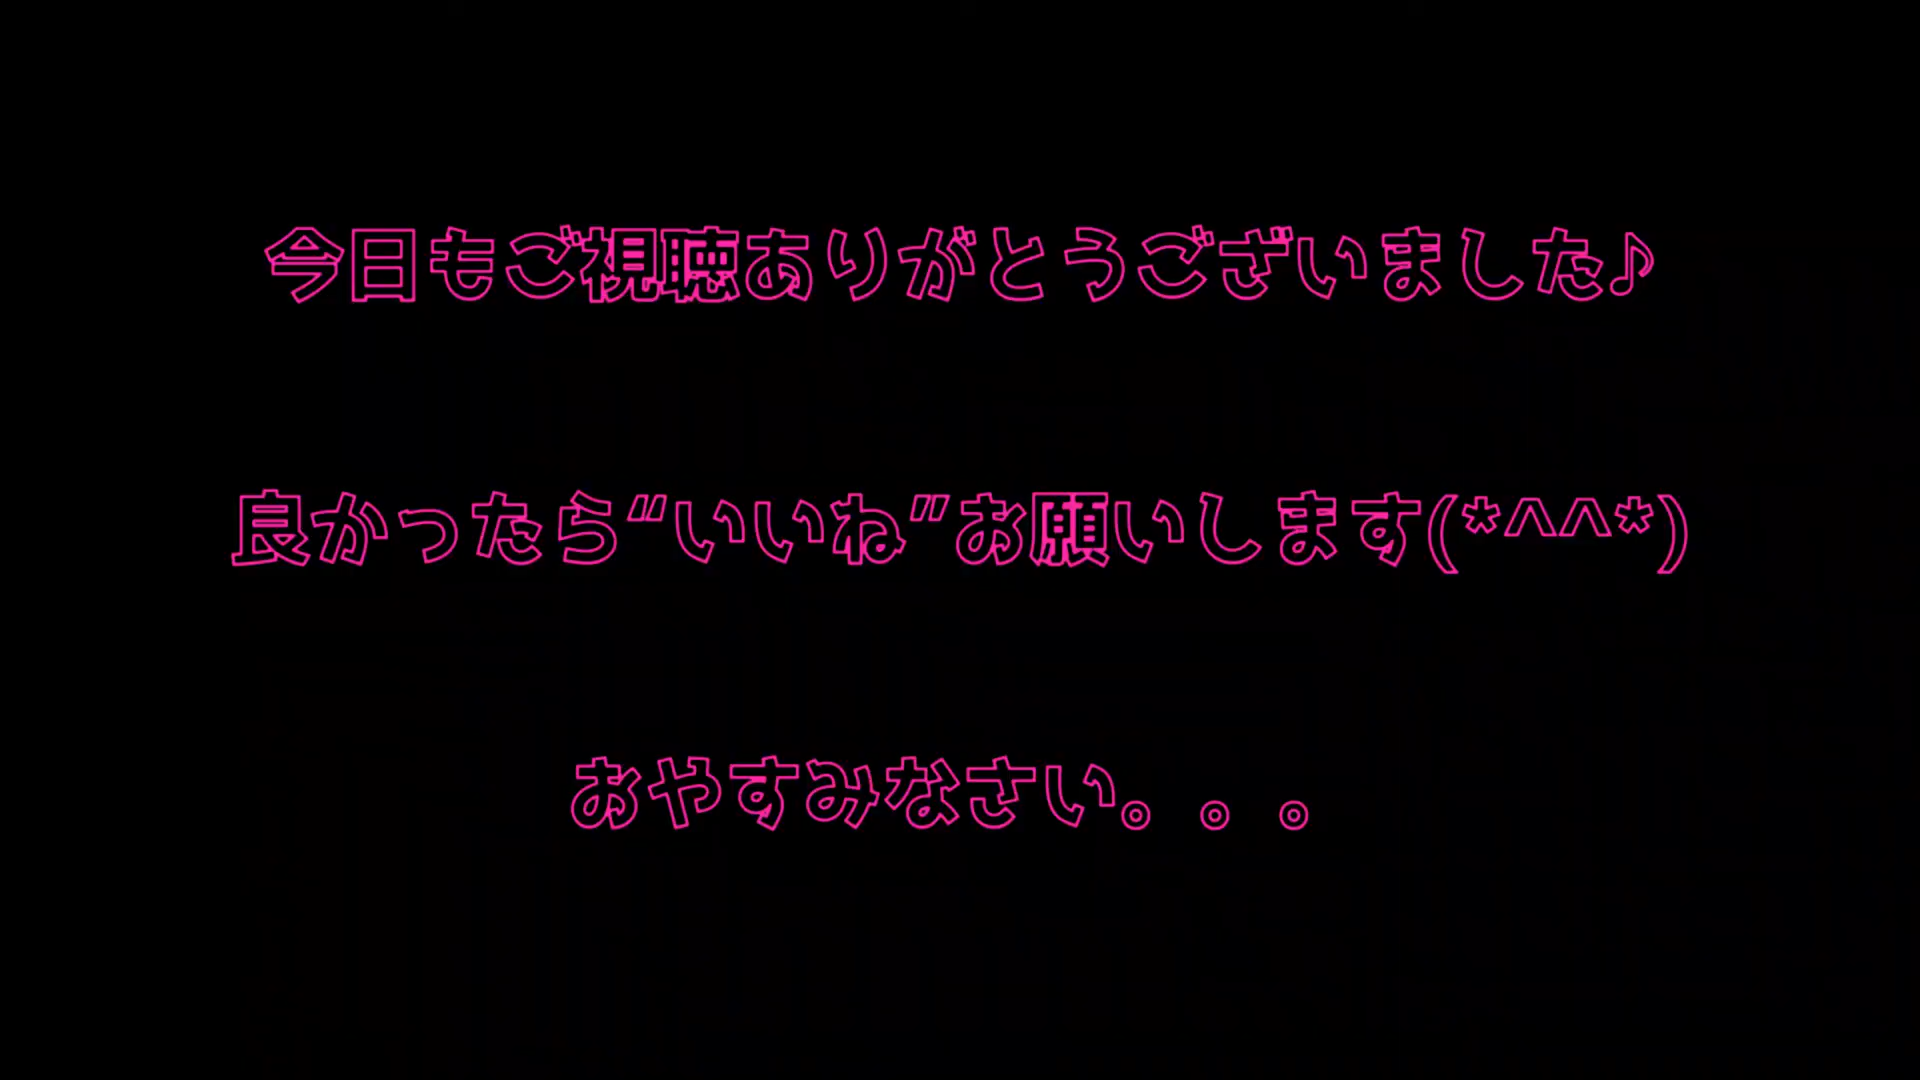 今日もご視聴ありがとうございました♪
良かったら“いいね”お願いします(*^^*)
おやすみなさい。。。